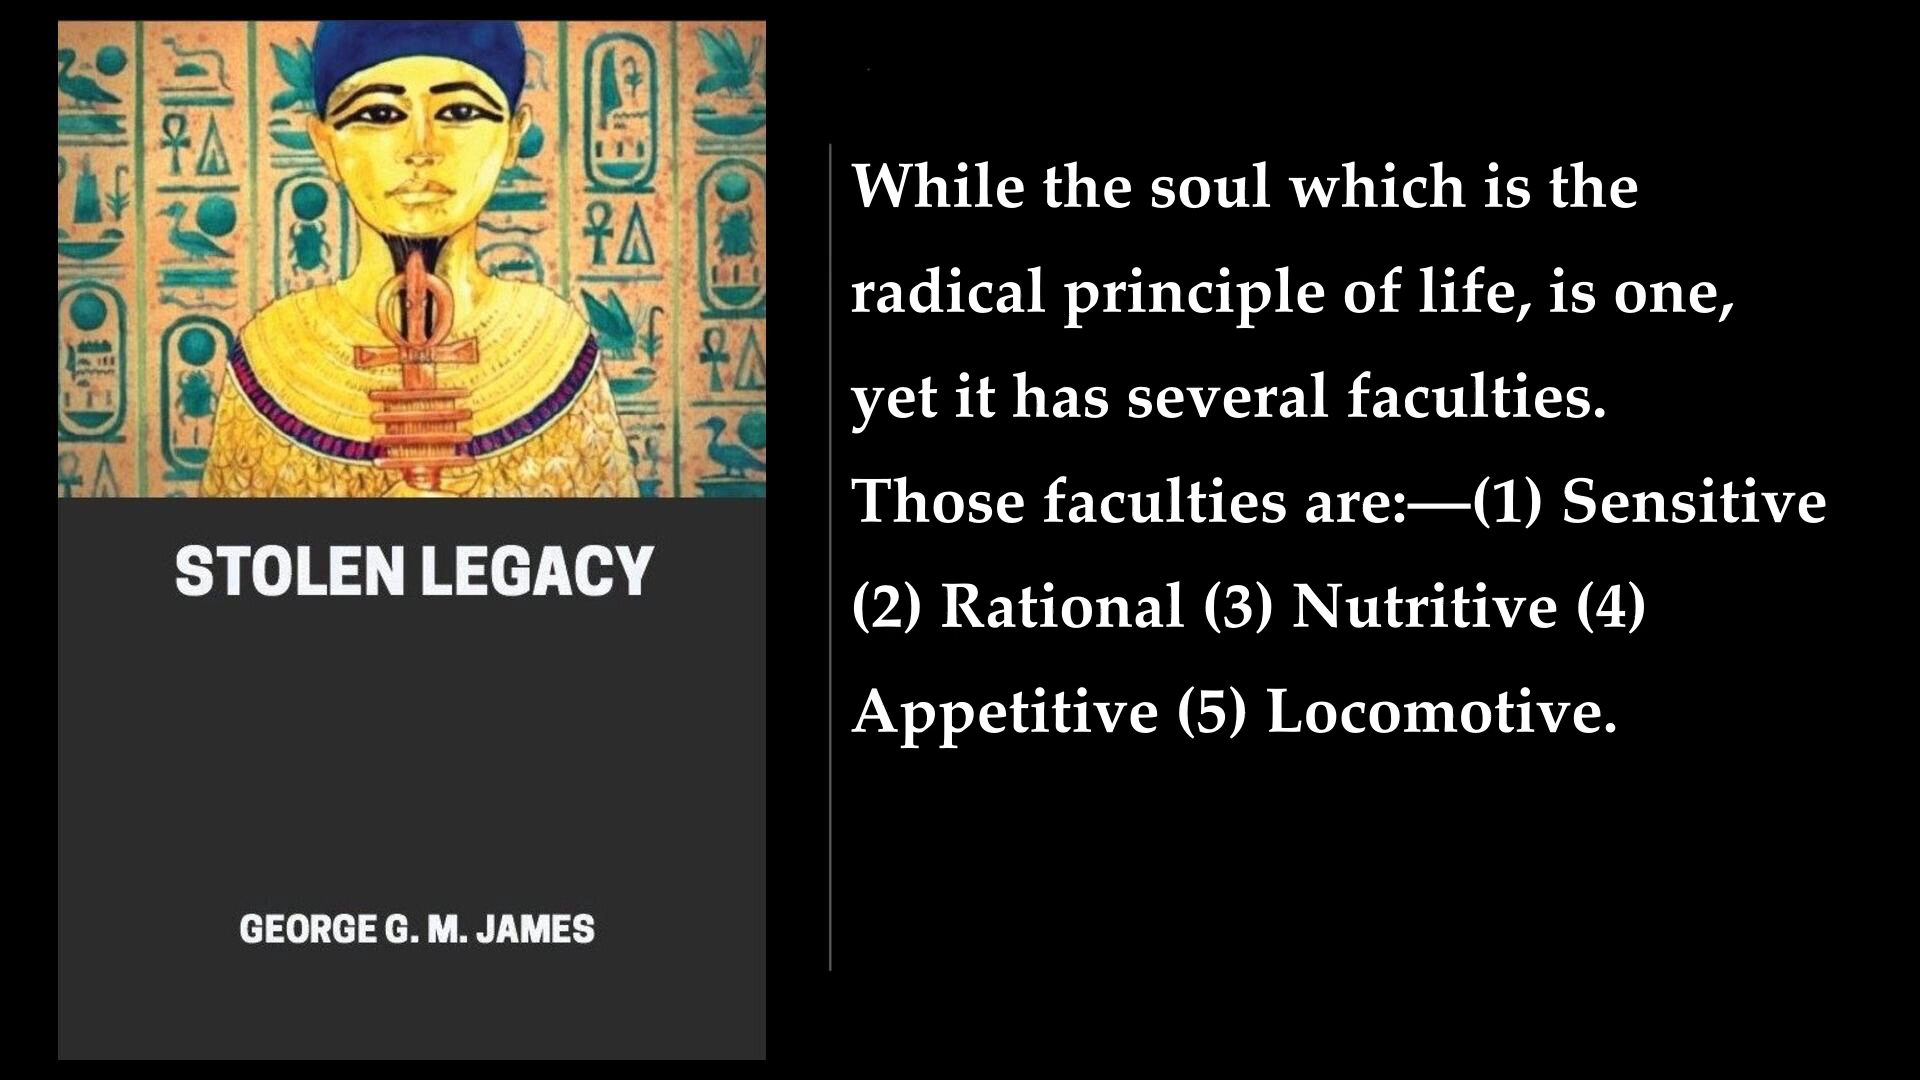 STOLEN LEGACY
GEORGE G. M. JAMES
While the soul which is the
radical principle of life, is one,
yet it has several faculties.
Those faculties are:—(1) Sensitive
(2) Rational (3) Nutritive (4)
Appetitive (5) Locomotive.